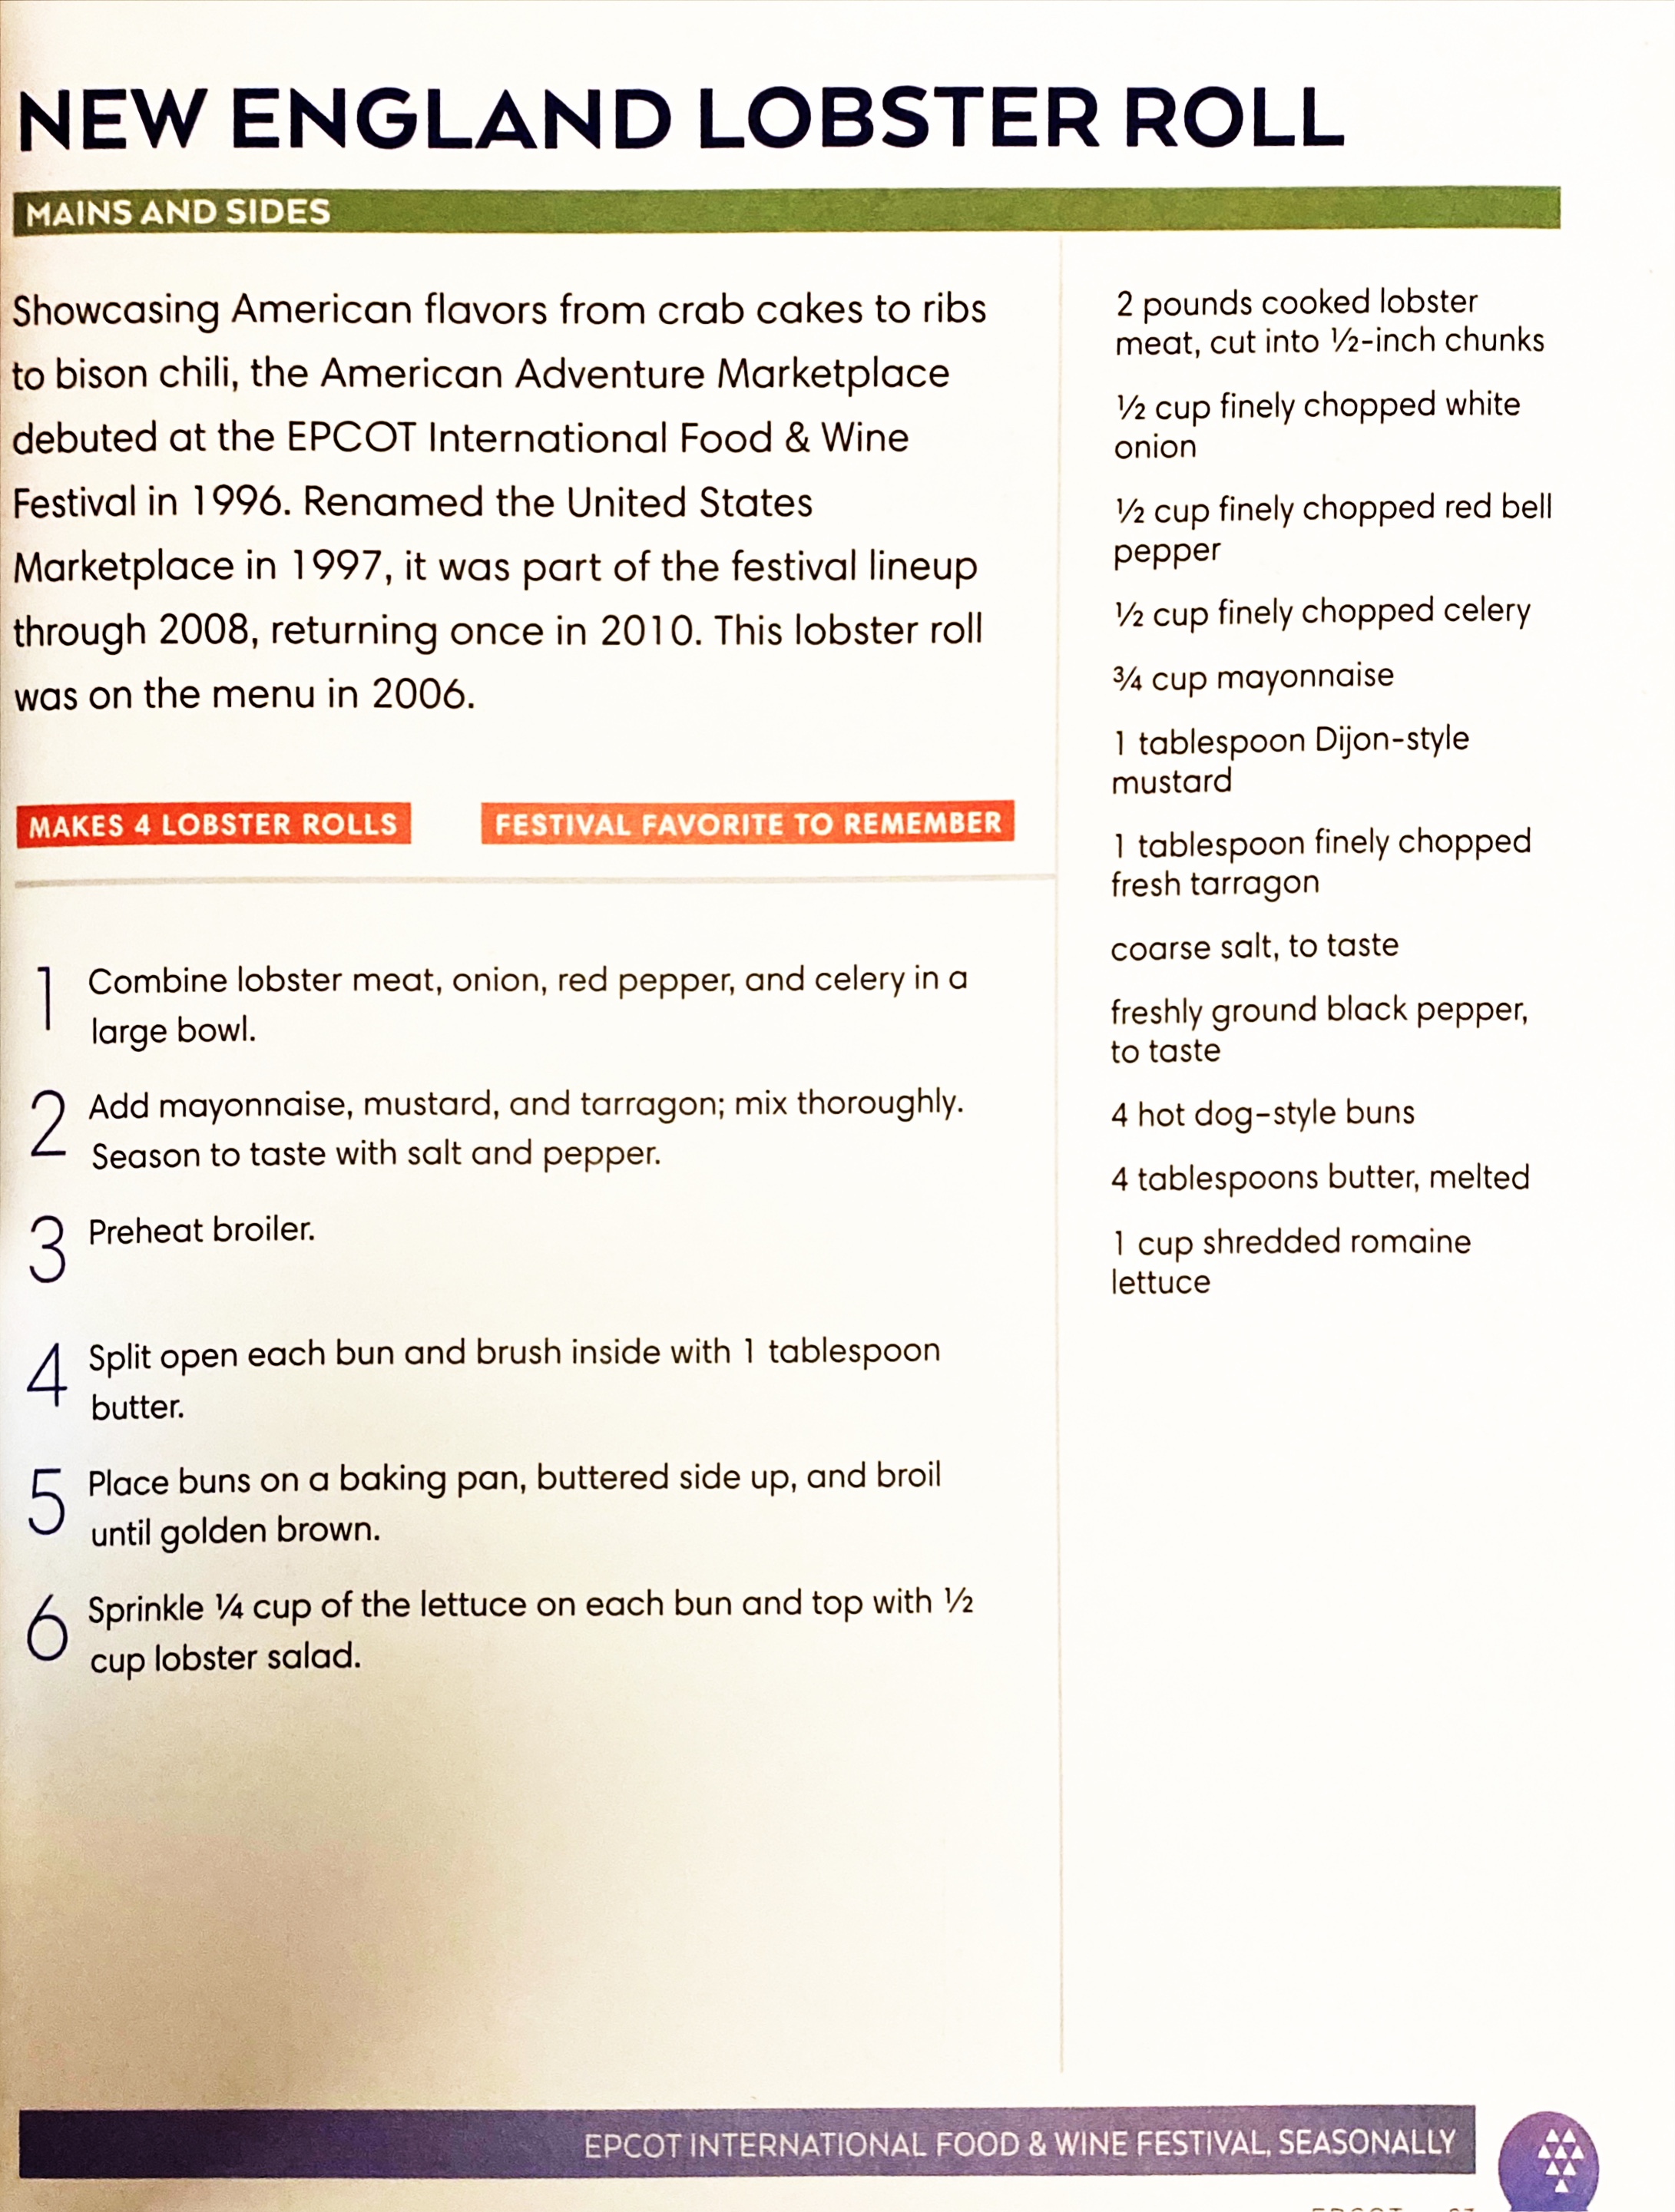 NEW ENGLAND LOBSTER ROLL
MAINS AND SIDES
Showcasing American flavors from crab cakes to ribs
to bison chili, the American Adventure Marketplace
debuted at the EPCOT International Food & Wine
Festival in 1996. Renamed the United States
Marketplace in 1997, it was part of the festival lineup
through 2008, returning once in 2010. This lobster roll
was on the menu in 2006.
MAKES 4 LOBSTER ROLLS
FESTIVAL FAVORITE TO REMEMBER
1 Combine lobster meat, onion, red pepper, and celery in a
large bowl.
2 Add mayonnaise, mustard, and tarragon; mix thoroughly.
Season to taste with salt and pepper.
3 Preheat broiler.
4 Split open each bun and brush inside with 1 tablespoon
butter.
5 Place buns on a baking pan, buttered side up, and broil
until golden brown.
6 Sprinkle ¼ cup of the lettuce on each bun and top with ½
cup lobster salad.
2 pounds cooked lobster
meat, cut into ½-inch chunks
½ cup finely chopped white
onion
½ cup finely chopped red bell
pepper
½ cup finely chopped celery
¾ cup mayonnaise
1 tablespoon Dijon-style
mustard
1 tablespoon finely chopped
fresh tarragon
coarse salt, to taste
freshly ground black pepper,
to taste
4 hot dog-style buns
4 tablespoons butter, melted
1 cup shredded romaine
lettuce
EPCOT INTERNATIONAL FOOD & WINE FESTIVAL, SEASONALLY